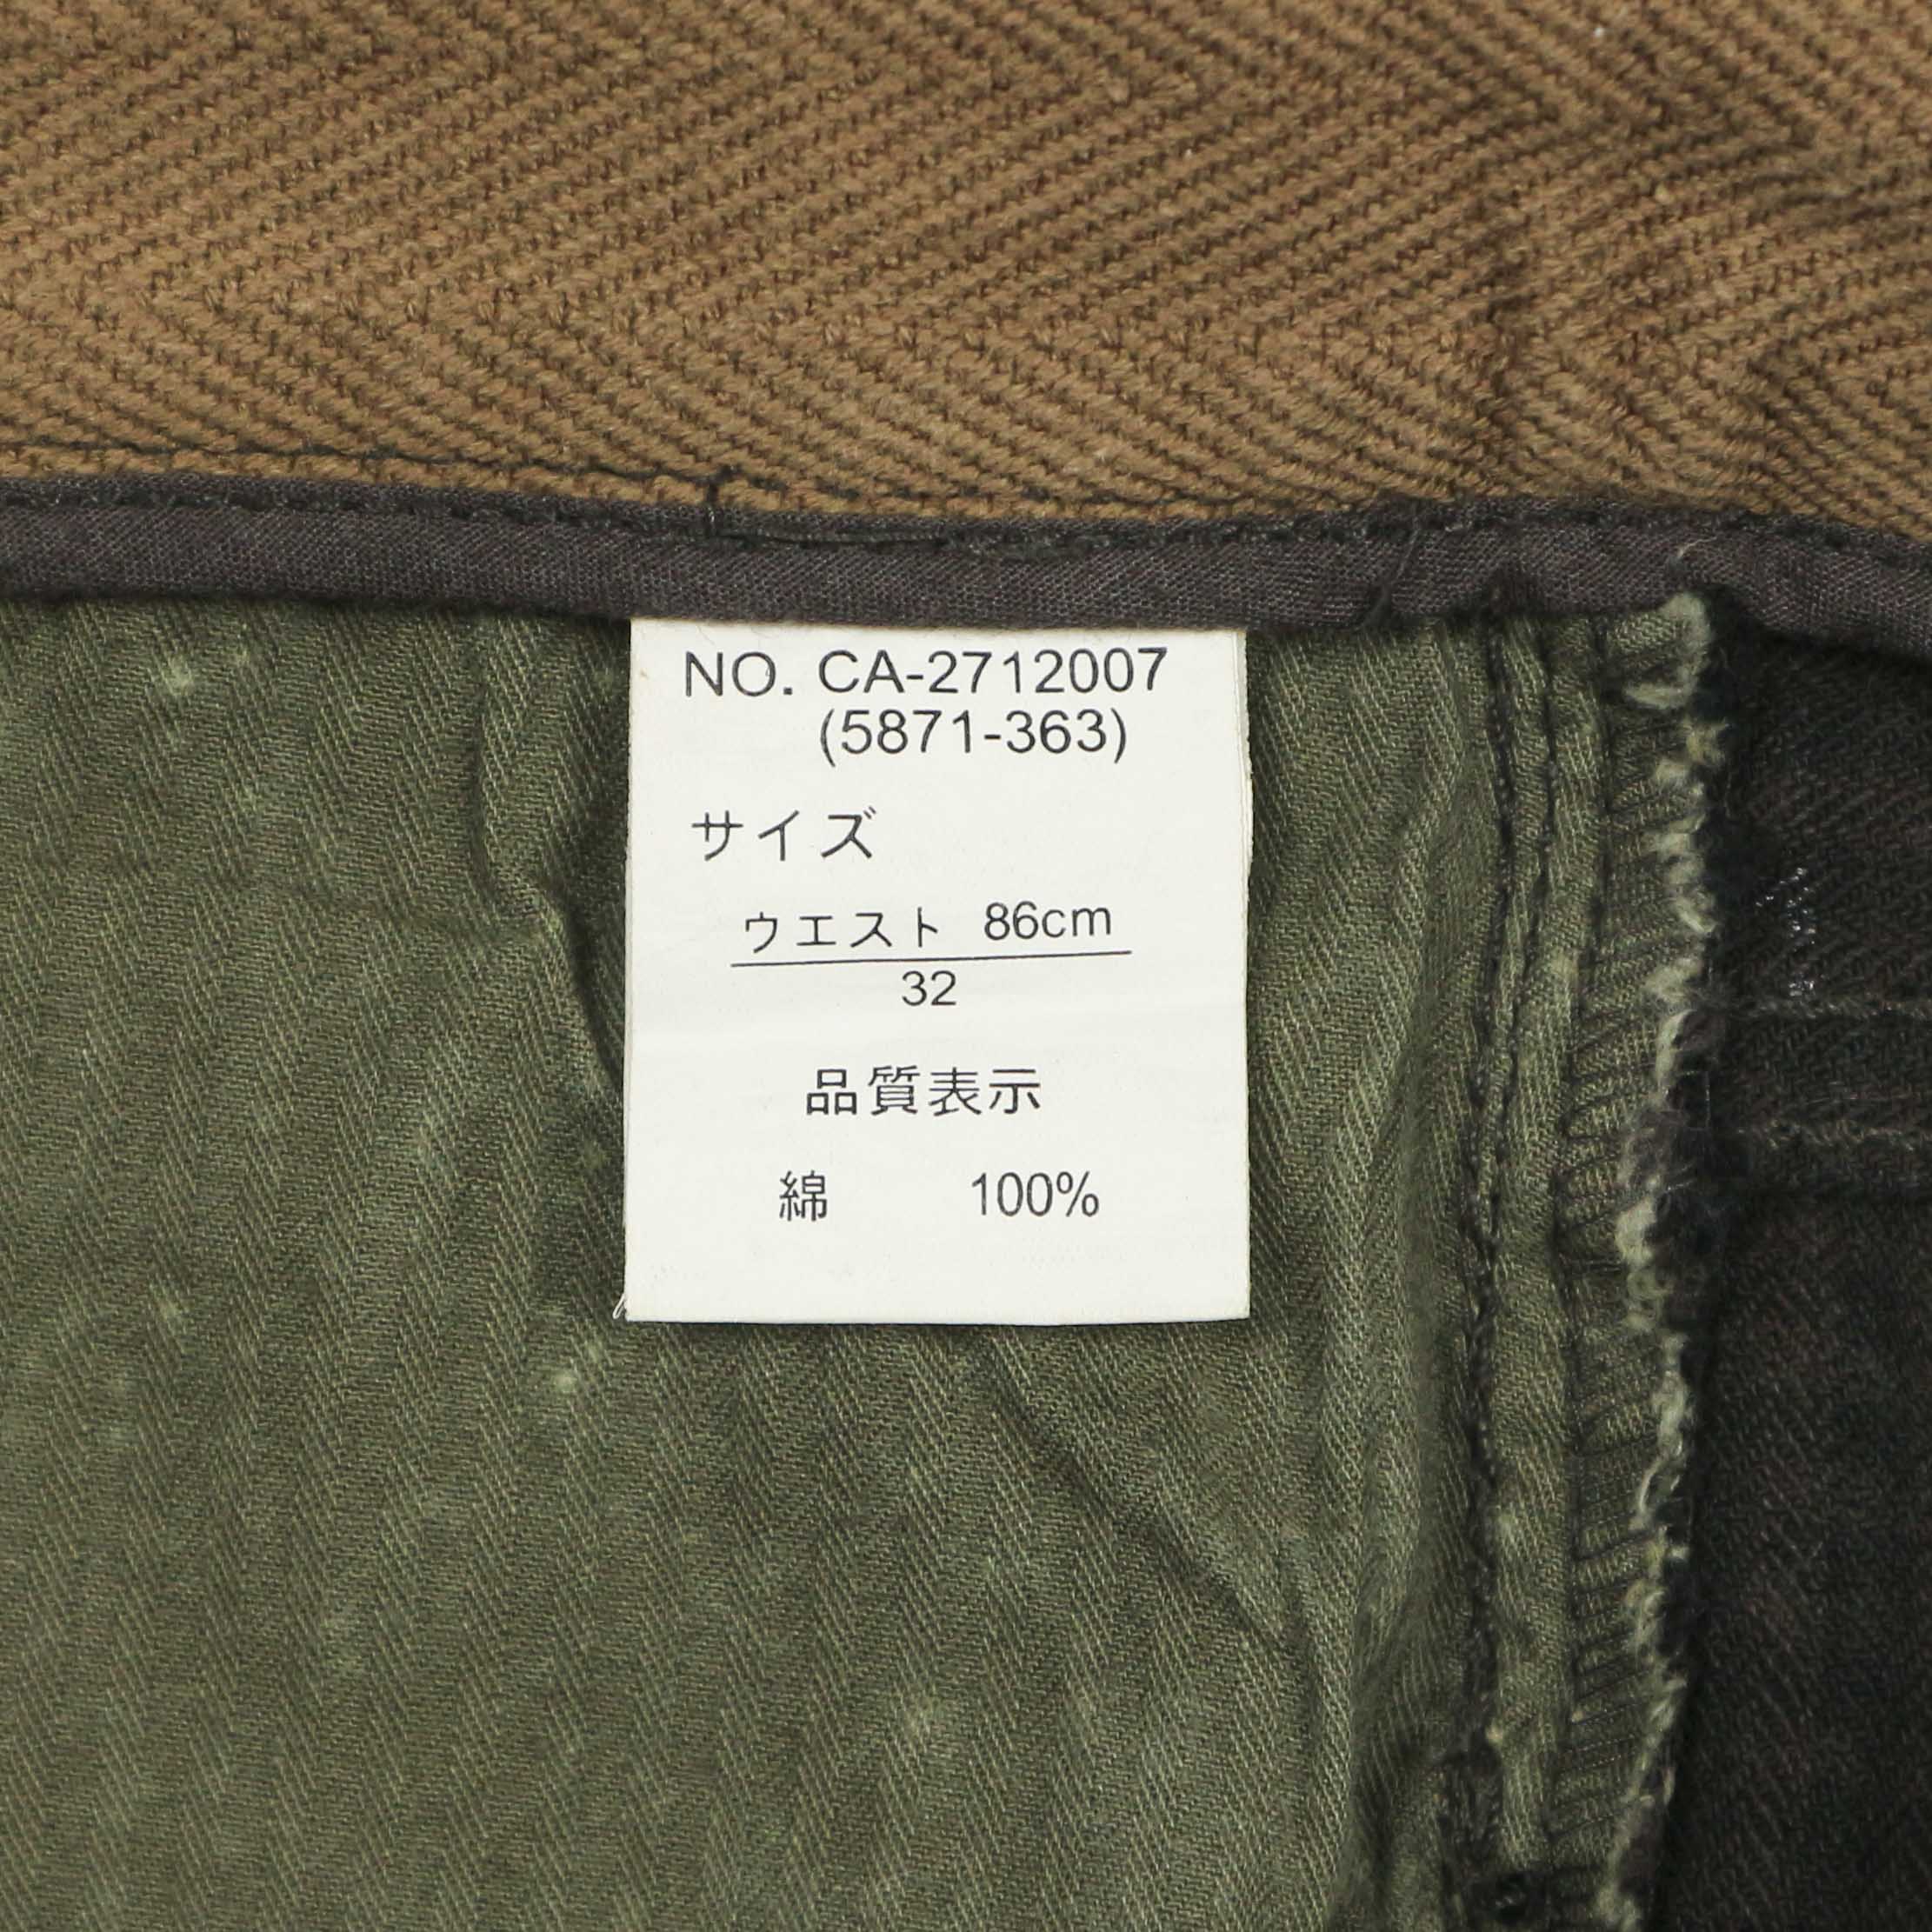 NO. CA-2712007
(5871-363)
サイズ
ウエスト 86cm
32
品質表示
綿 100%